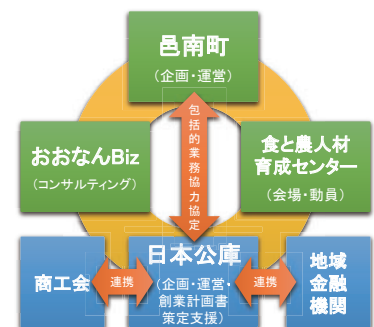 邑南町
(企画・運営)
包括的業務協力協定
おおなんBiz
(コンサルティング)
食と農人材
育成センター
(会場・動員)
商工会
連携
日本公庫
(企画・運営・
創業計画書
策定支援)
連携
地域
金融
機関